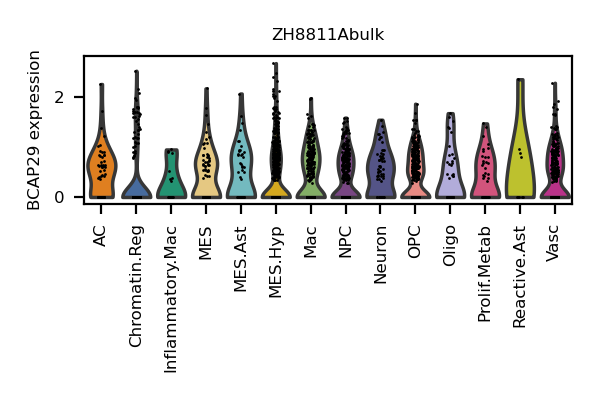 ZH8811Abulk
BCAP29 expression
2
0
AC
Chromatin.Reg
Inflammatory.Mac
MES
MES.Ast
MES.Hyp
Mac
NPC
Neuron
OPC
Oligo
Prolif.Metab
Reactive.Ast
Vasc